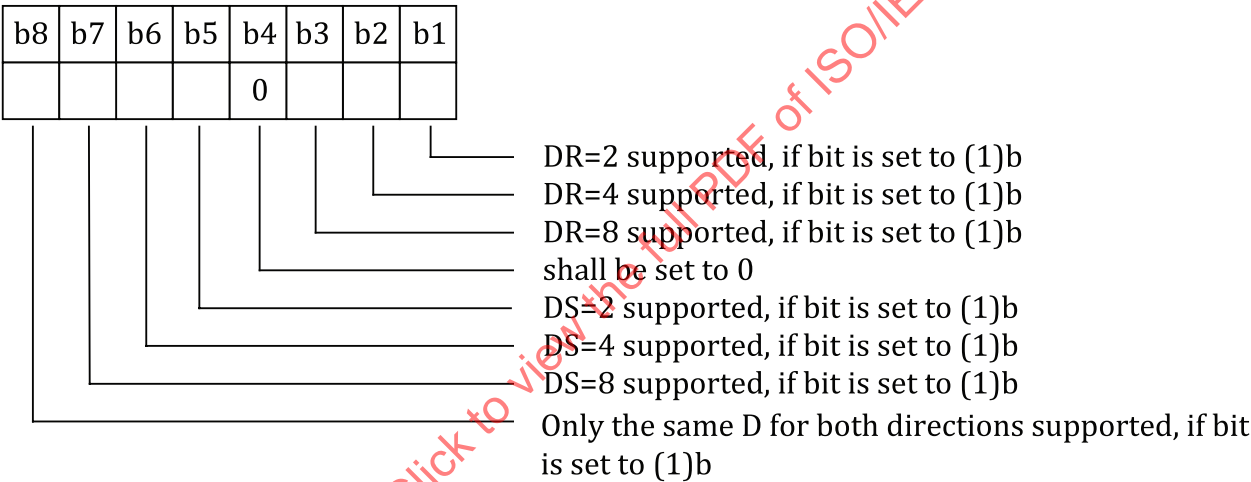 b8 b7 b6 b5 b4 b3 b2 b1
0
DR=2 supported, if bit is set to (1)b
DR=4 supported, if bit is set to (1)b
DR=8 supported, if bit is set to (1)b
shall be set to 0
DS=2 supported, if bit is set to (1)b
DS=4 supported, if bit is set to (1)b
DS=8 supported, if bit is set to (1)b
Only the same D for both directions supported, if bit
is set to (1)b
to view the full PDF of